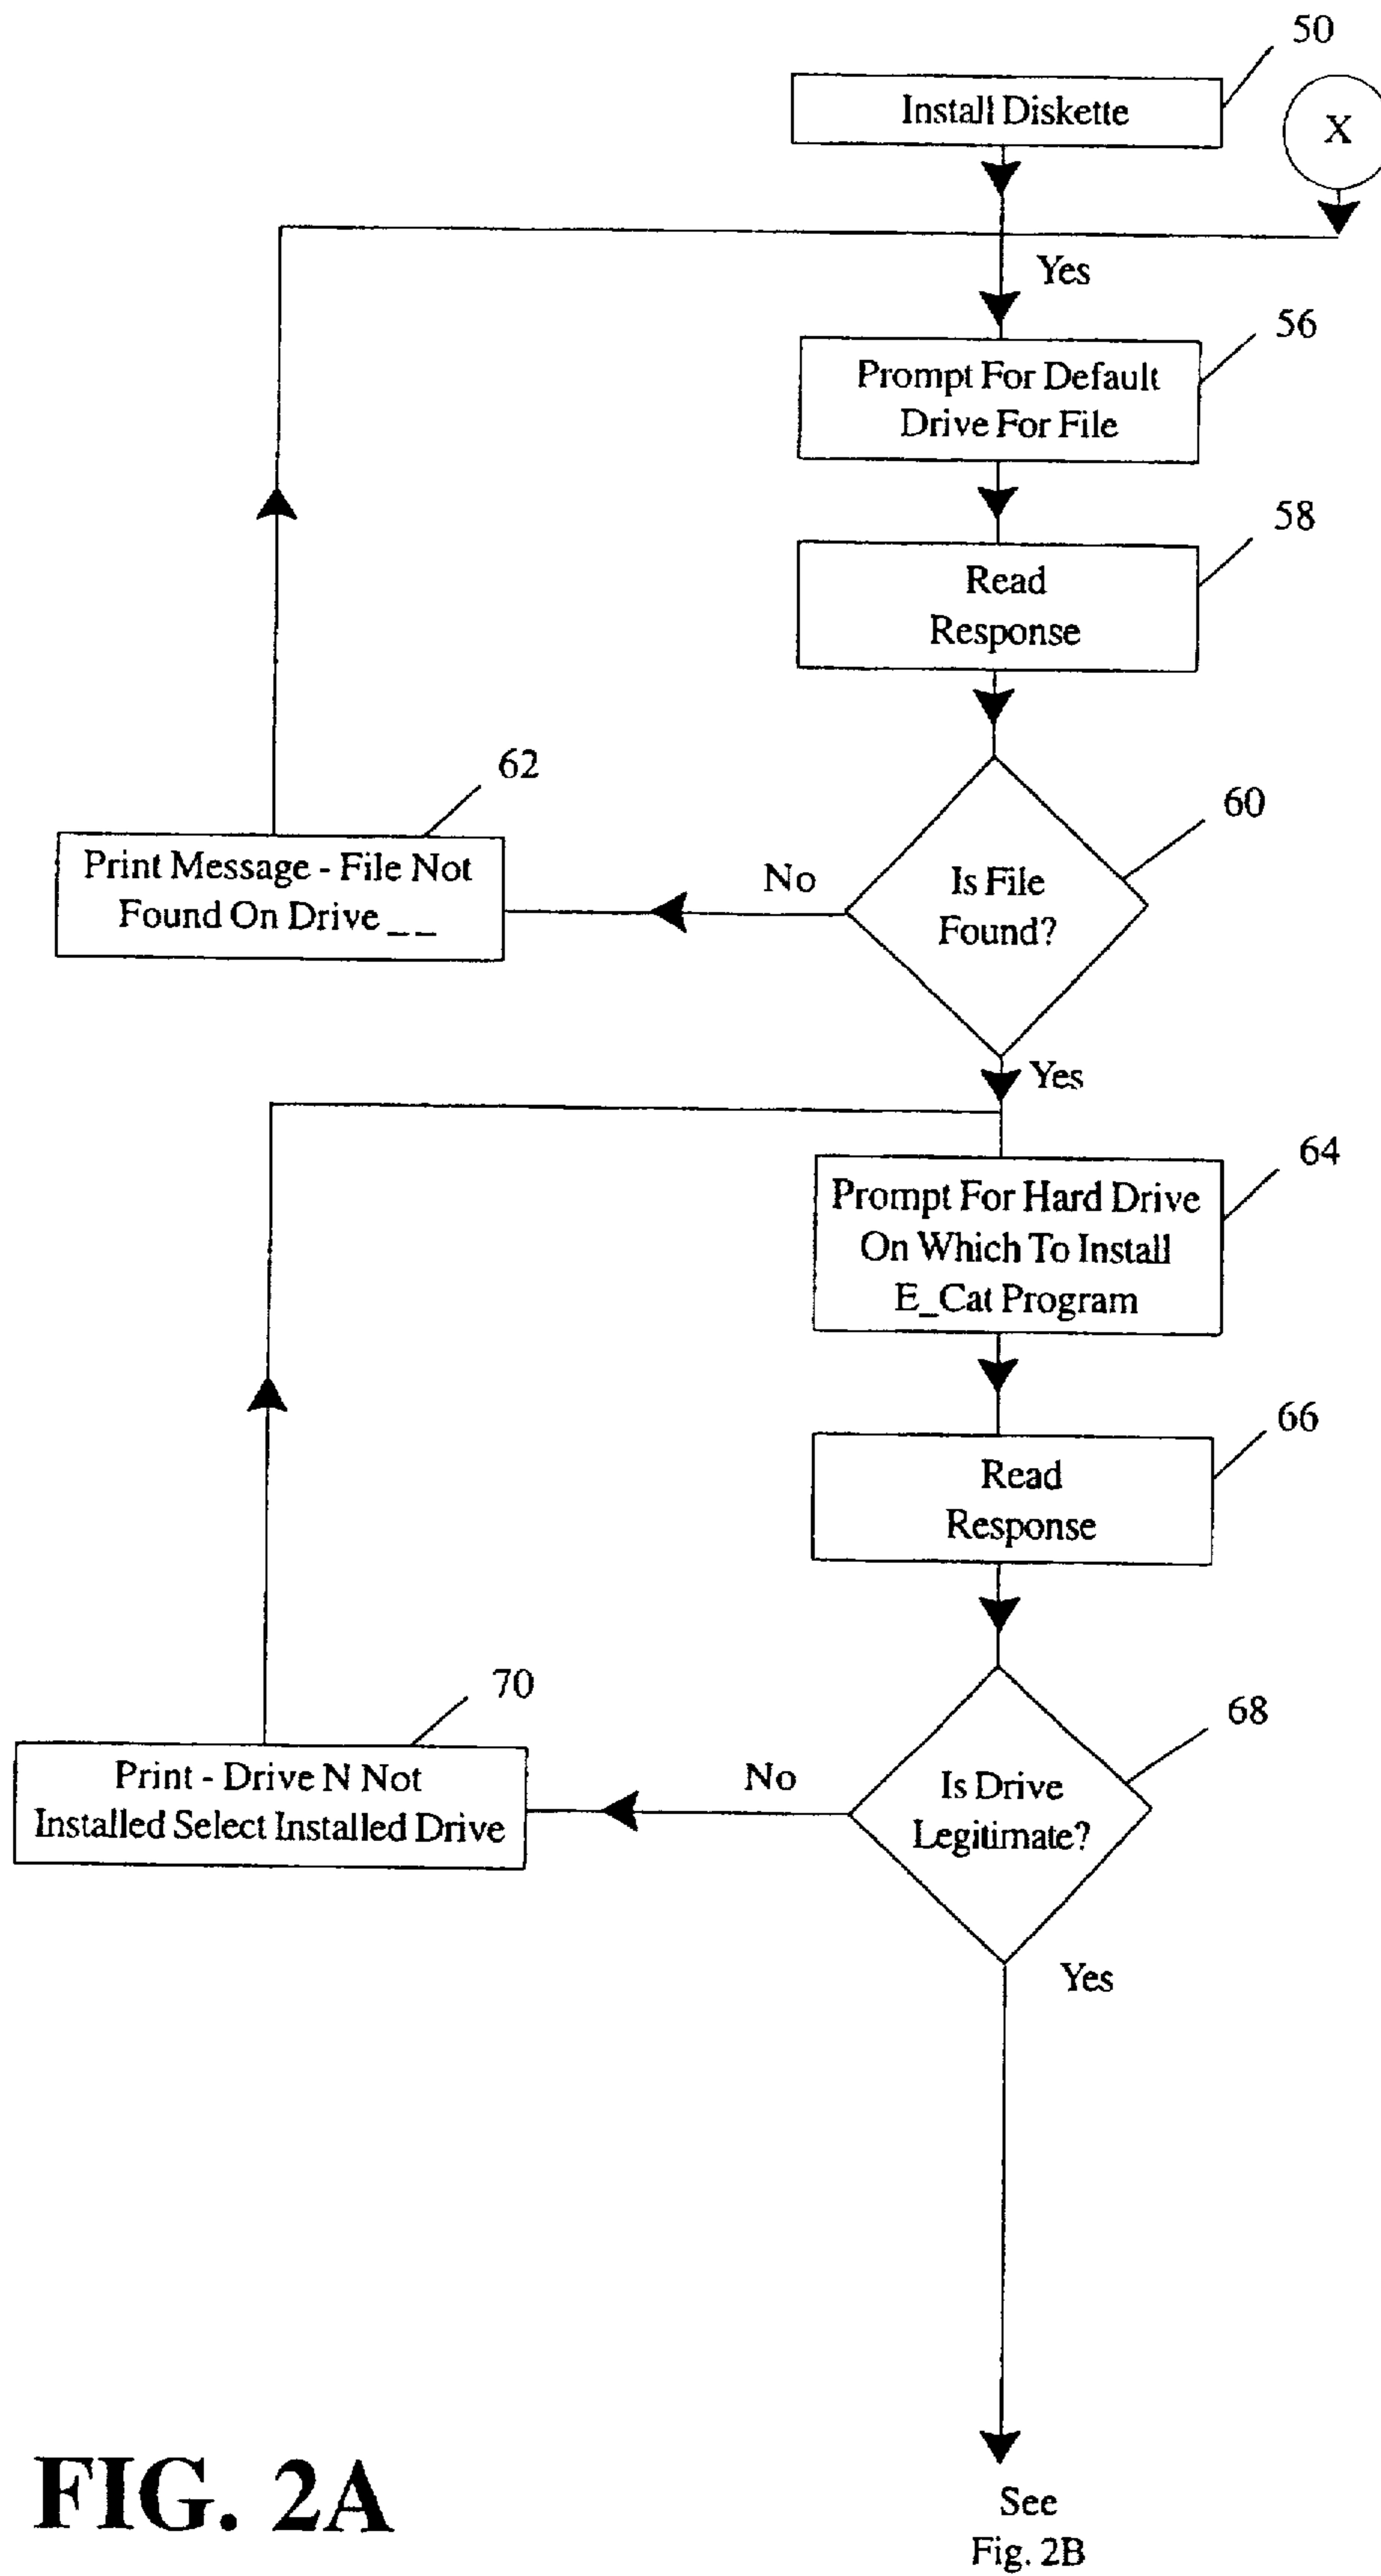 50
Install Diskette
X
Yes
56
Prompt For Default
Drive For File
58
Read
Response
62
Print Message - File Not
Found On Drive _ _
No
60
Is File
Found?
Yes
64
Prompt For Hard Drive
On Which To Install
E_Cat Program
66
Read
Response
70
Print - Drive N Not
Installed Select Installed Drive
No
68
Is Drive
Legitimate?
Yes
See
Fig. 2B
FIG. 2A